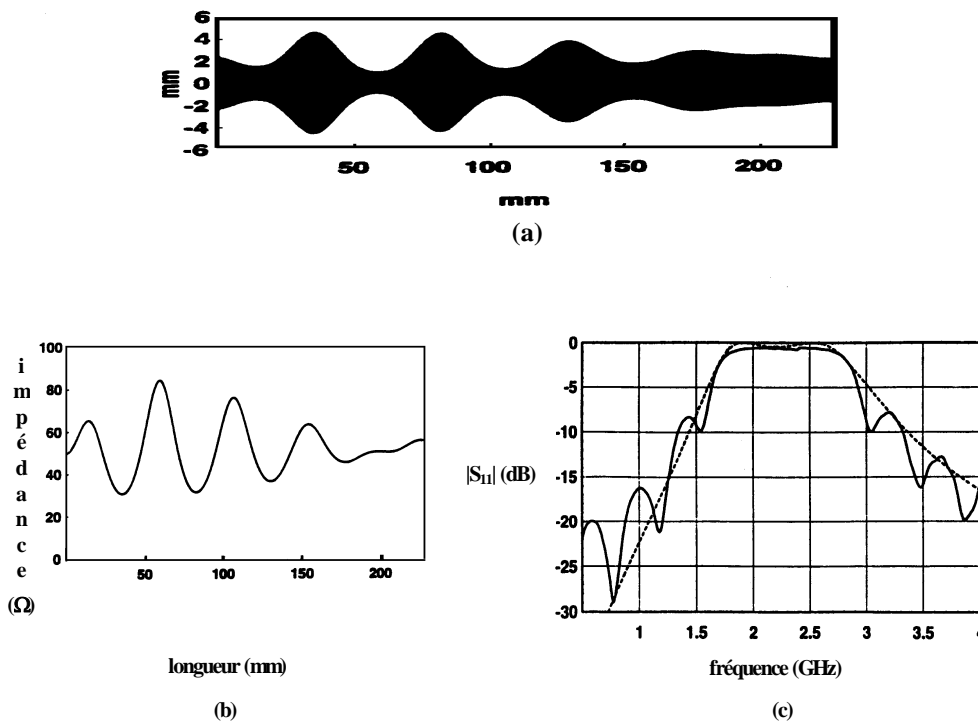 6
4
2
0
-2
-4
-6
mm
50 100 150 200
mm
(a)
100
80
60
40
20
0
impédance
(Ω)
50 100 150 200
longueur (mm)
(b)
0
-5
-10
-15
-20
-25
-30
|S11| (dB)
1 1.5 2 2.5 3 3.5 4
fréquence (GHz)
(c)